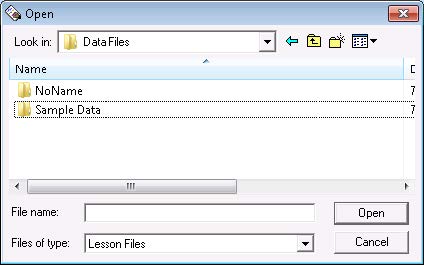 Open
Look in: Data Files
Name D
NoName 7
Sample Data 7
File name: Open
Files of type: Lesson Files Cancel